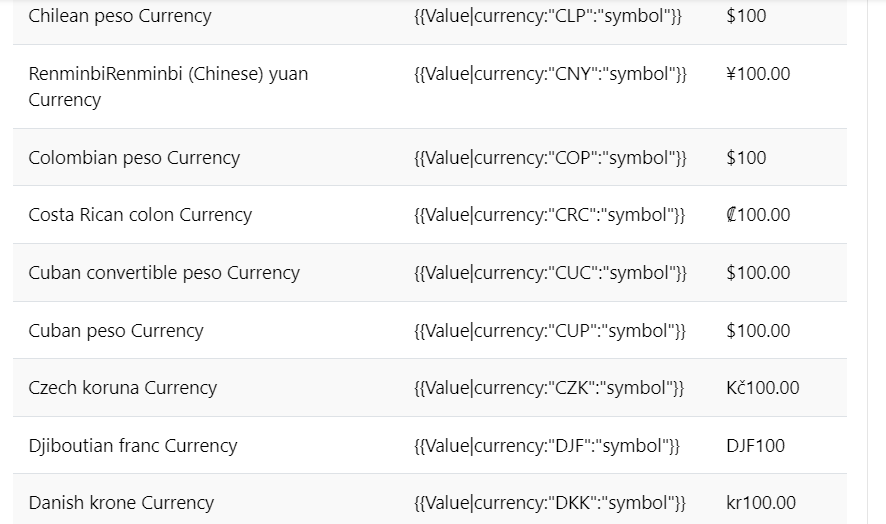 Chilean peso Currency {{Value|currency:"CLP":"symbol"}} $100
RenminbiRenminbi (Chinese) yuan {{Value|currency:"CNY":"symbol"}} ¥100.00
Currency
Colombian peso Currency {{Value|currency:"COP":"symbol"}} $100
Costa Rican colon Currency {{Value|currency:"CRC":"symbol"}} ₡100.00
Cuban convertible peso Currency {{Value|currency:"CUC":"symbol"}} $100.00
Cuban peso Currency {{Value|currency:"CUP":"symbol"}} $100.00
Czech koruna Currency {{Value|currency:"CZK":"symbol"}} Kč100.00
Djiboutian franc Currency {{Value|currency:"DJF":"symbol"}} DJF100
Danish krone Currency {{Value|currency:"DKK":"symbol"}} kr100.00